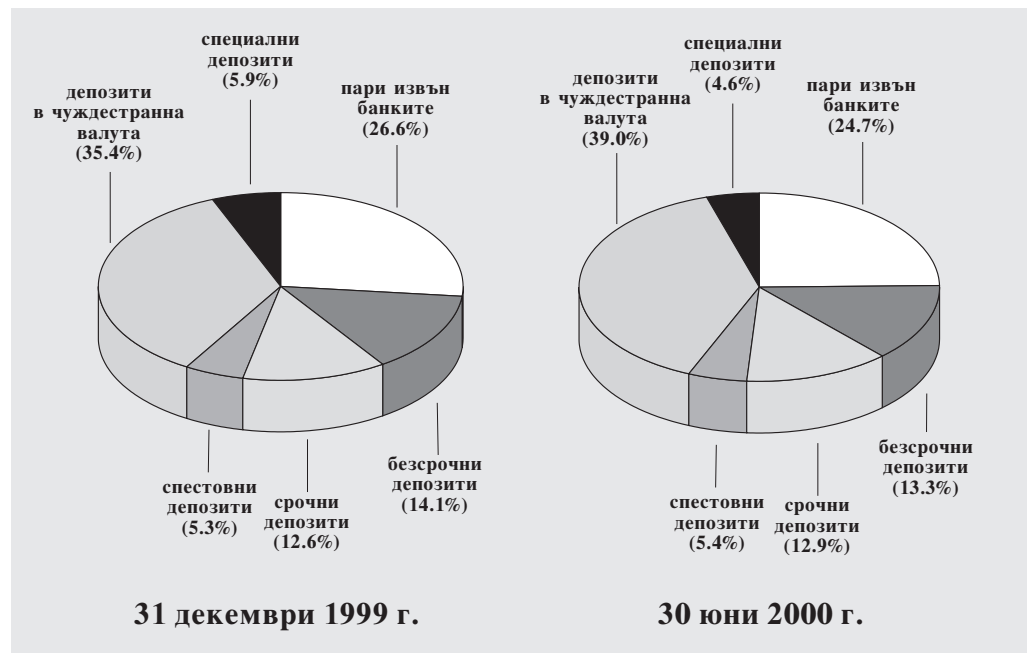 специални
депозити
(5.9%)
депозити
в чуждестранна
валута
(35.4%)
пари извън
банките
(26.6%)
спестовни
депозити
(5.3%)
срочни
депозити
(12.6%)
безсрочни
депозити
(14.1%)
31 декември 1999 г.
специални
депозити
(4.6%)
депозити
в чуждестранна
валута
(39.0%)
пари извън
банките
(24.7%)
спестовни
депозити
(5.4%)
срочни
депозити
(12.9%)
безсрочни
депозити
(13.3%)
30 юни 2000 г.